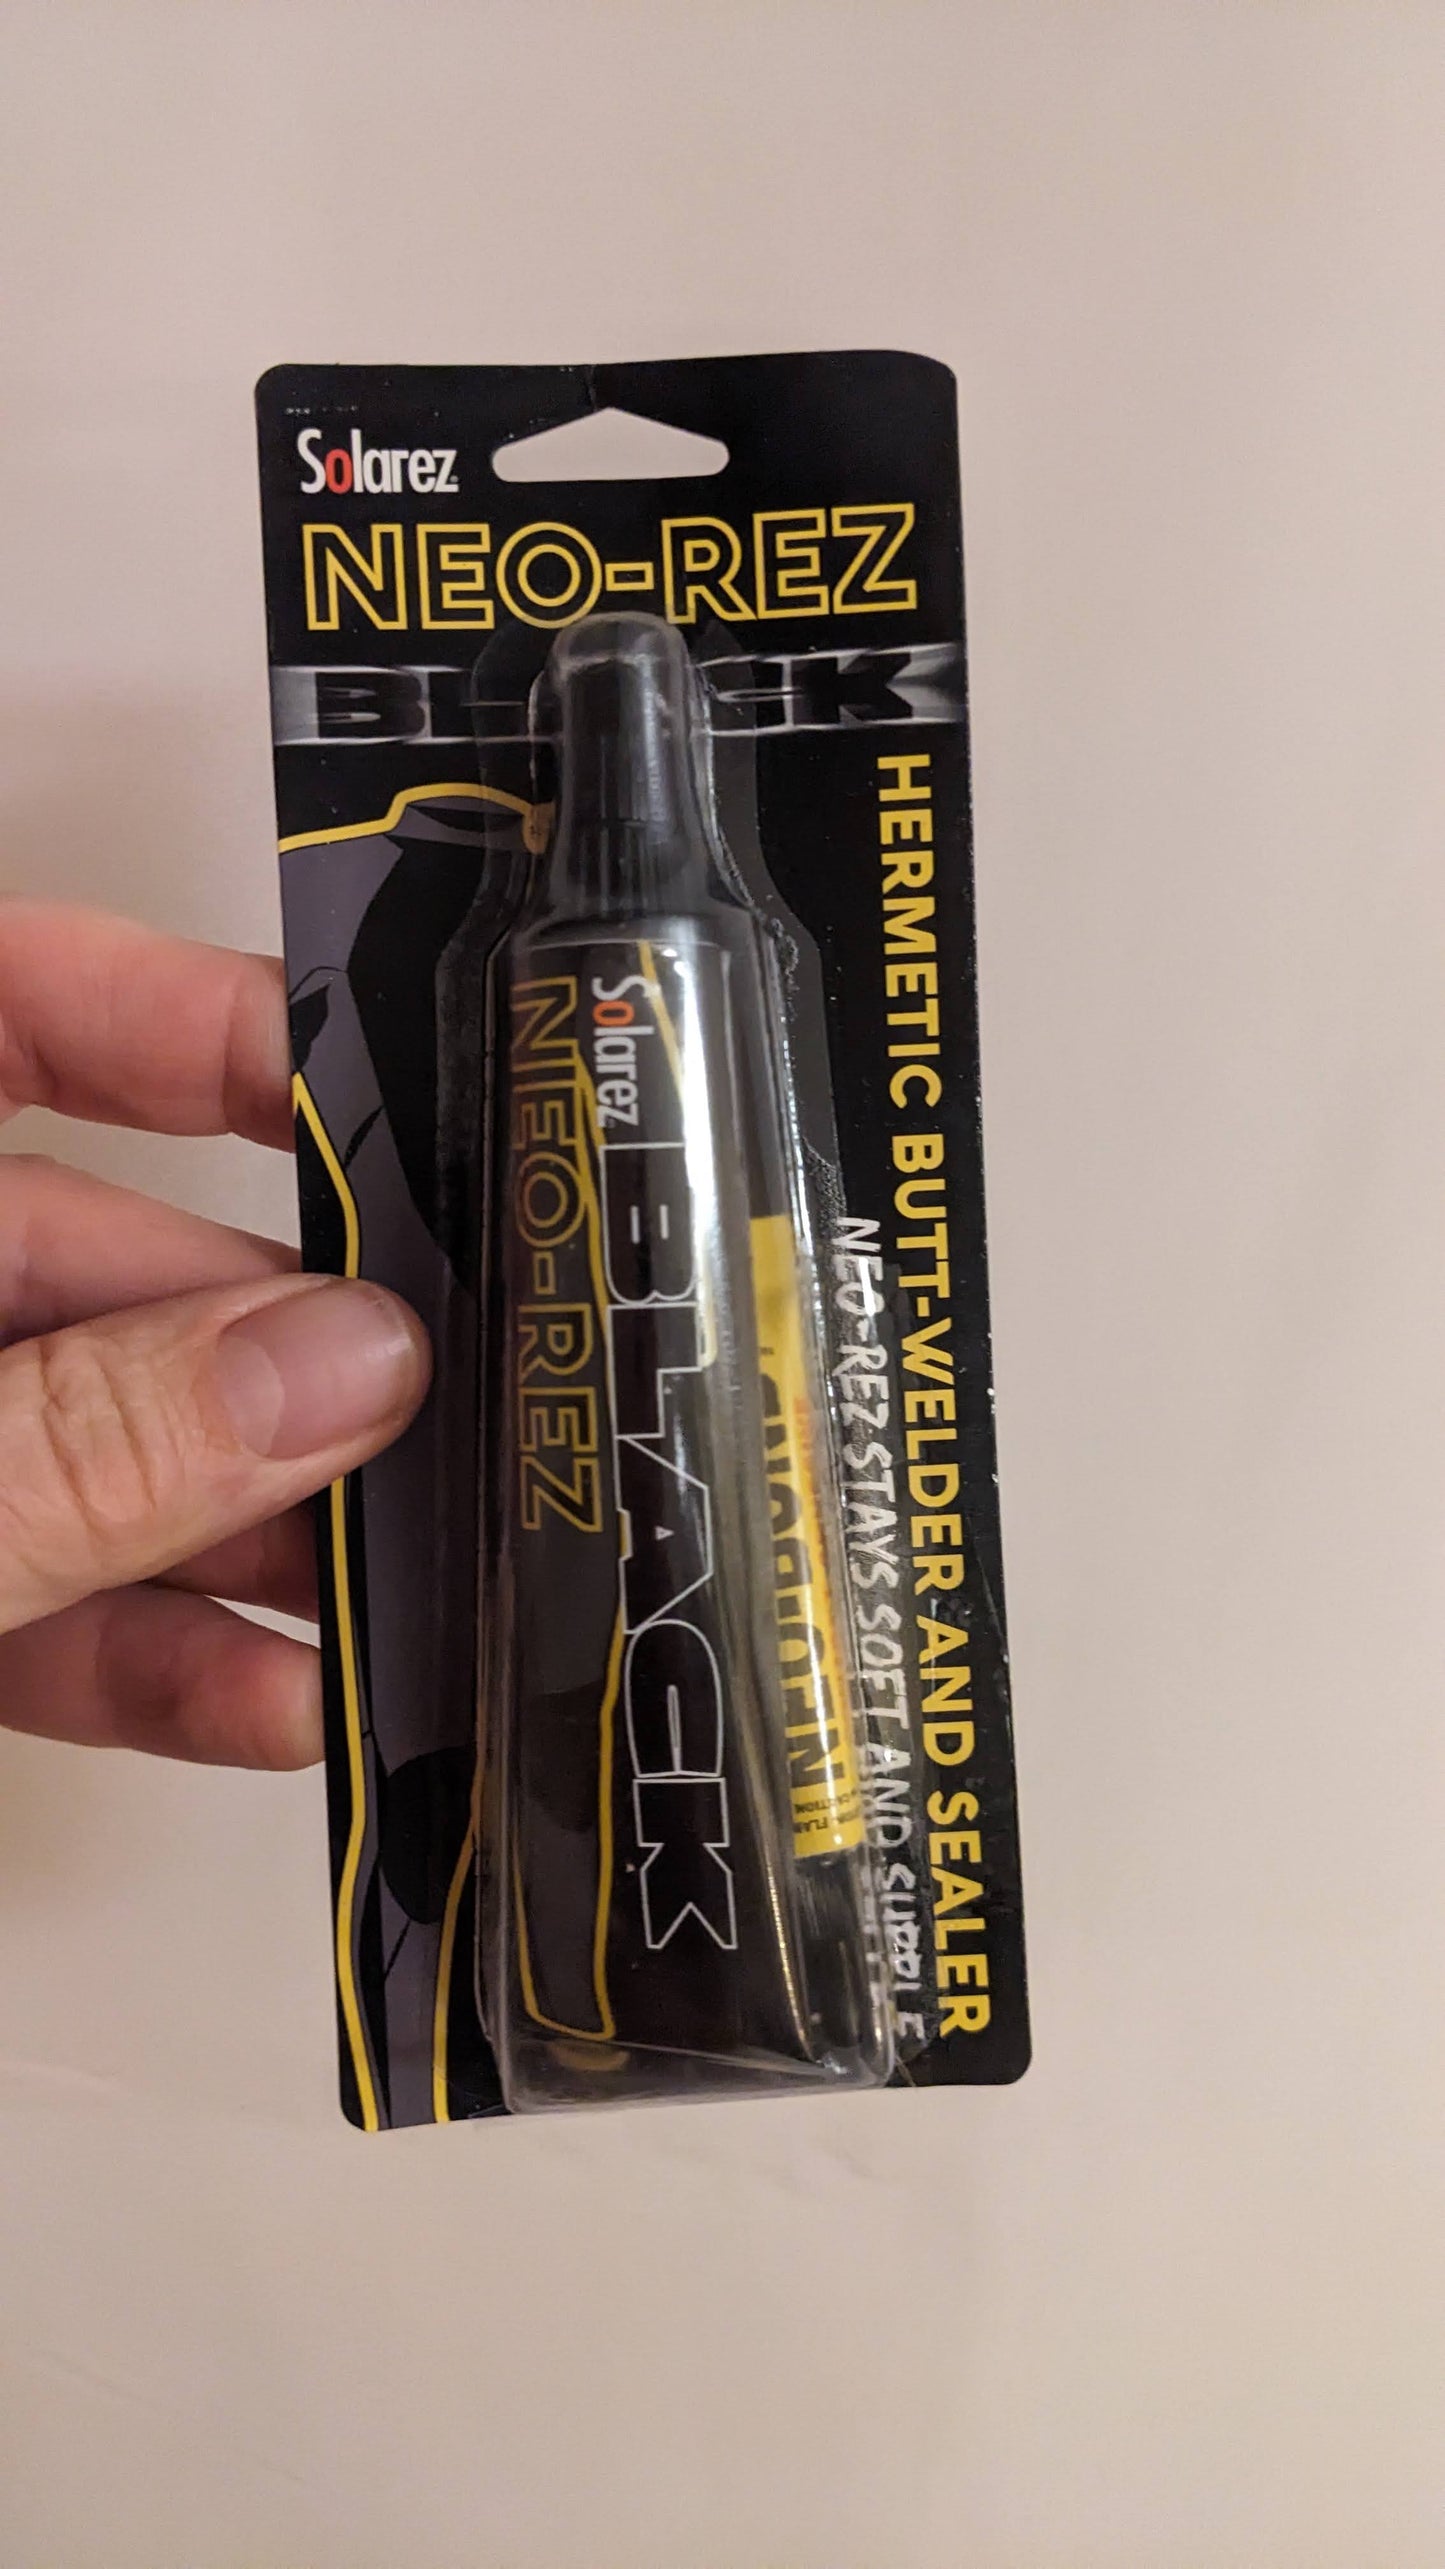 Solarez
NEO-REZ
BLACK
HERMETIC BUTT-WELDER AND SEALER
NEO-REZ STAYS SOFT AND SUPPLE
Solarez
NEO-REZ
BLACK